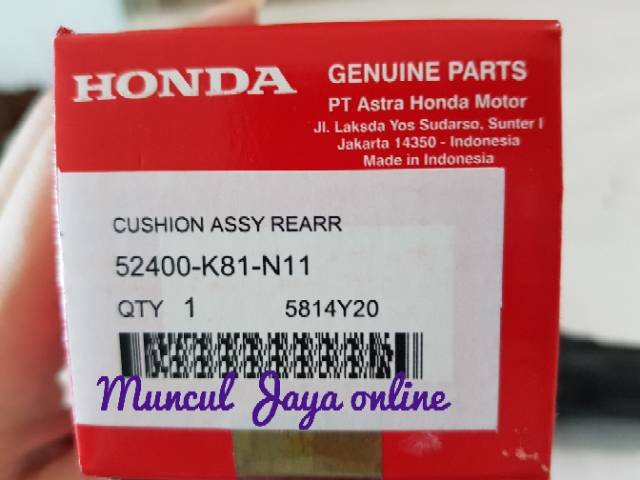 HONDA
GENUINE PARTS
PT Astra Honda Motor
Jl. Laksda Yos Sudarso, Sunter I
Jakarta 14350 - Indonesia
Made in Indonesia
CUSHION ASSY REARR
52400-K81-N11
QTY 1 5814Y20
Muncul Jaya online